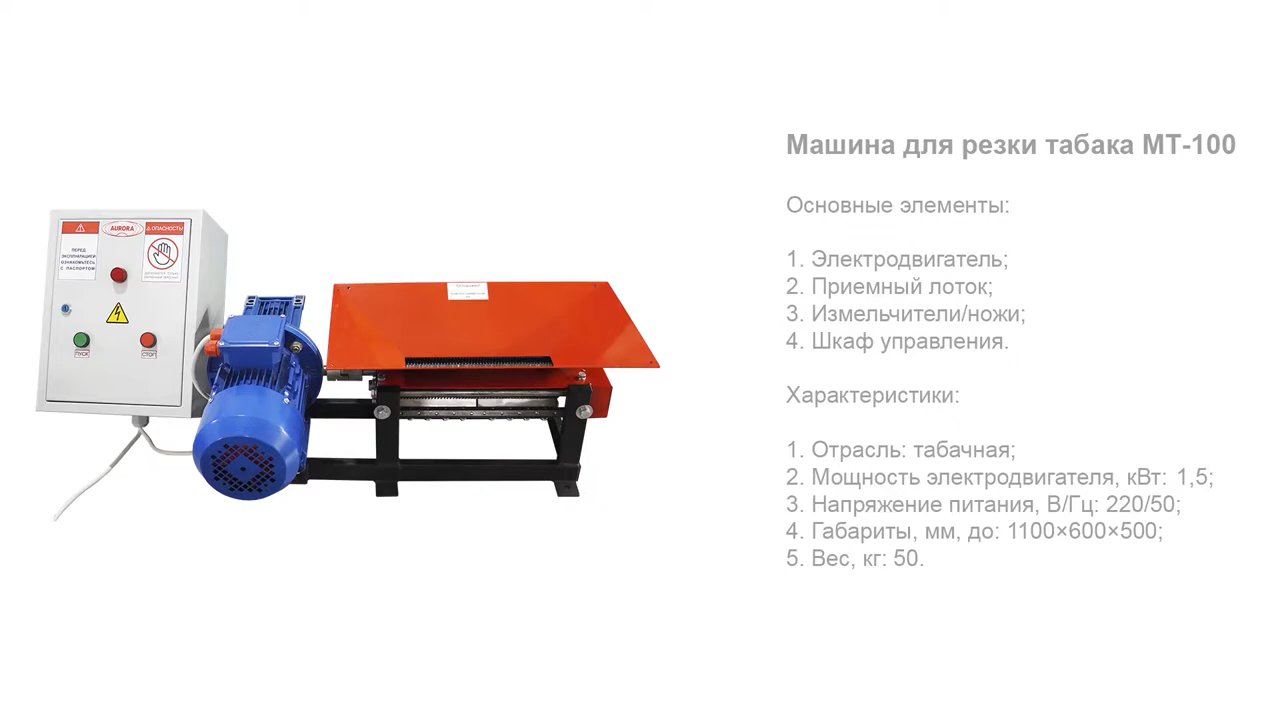 Машина для резки табака МТ-100
Основные элементы:
1. Электродвигатель;
2. Приемный лоток;
3. Измельчители/ножи;
4. Шкаф управления.
Характеристики:
1. Отрасль: табачная;
2. Мощность электродвигателя, кВт: 1,5;
3. Напряжение питания, В/Гц: 220/50;
4. Габариты, мм, до: 1100×600×500;
5. Вес, кг: 50.
AURORA
ОПАСНОСТЬ!
ПЕРЕД
ЭКСПЛУАТАЦИЕЙ
ОЗНАКОМЬТЕСЬ
С ПАСПОРТОМ
ПУСК
СТОП